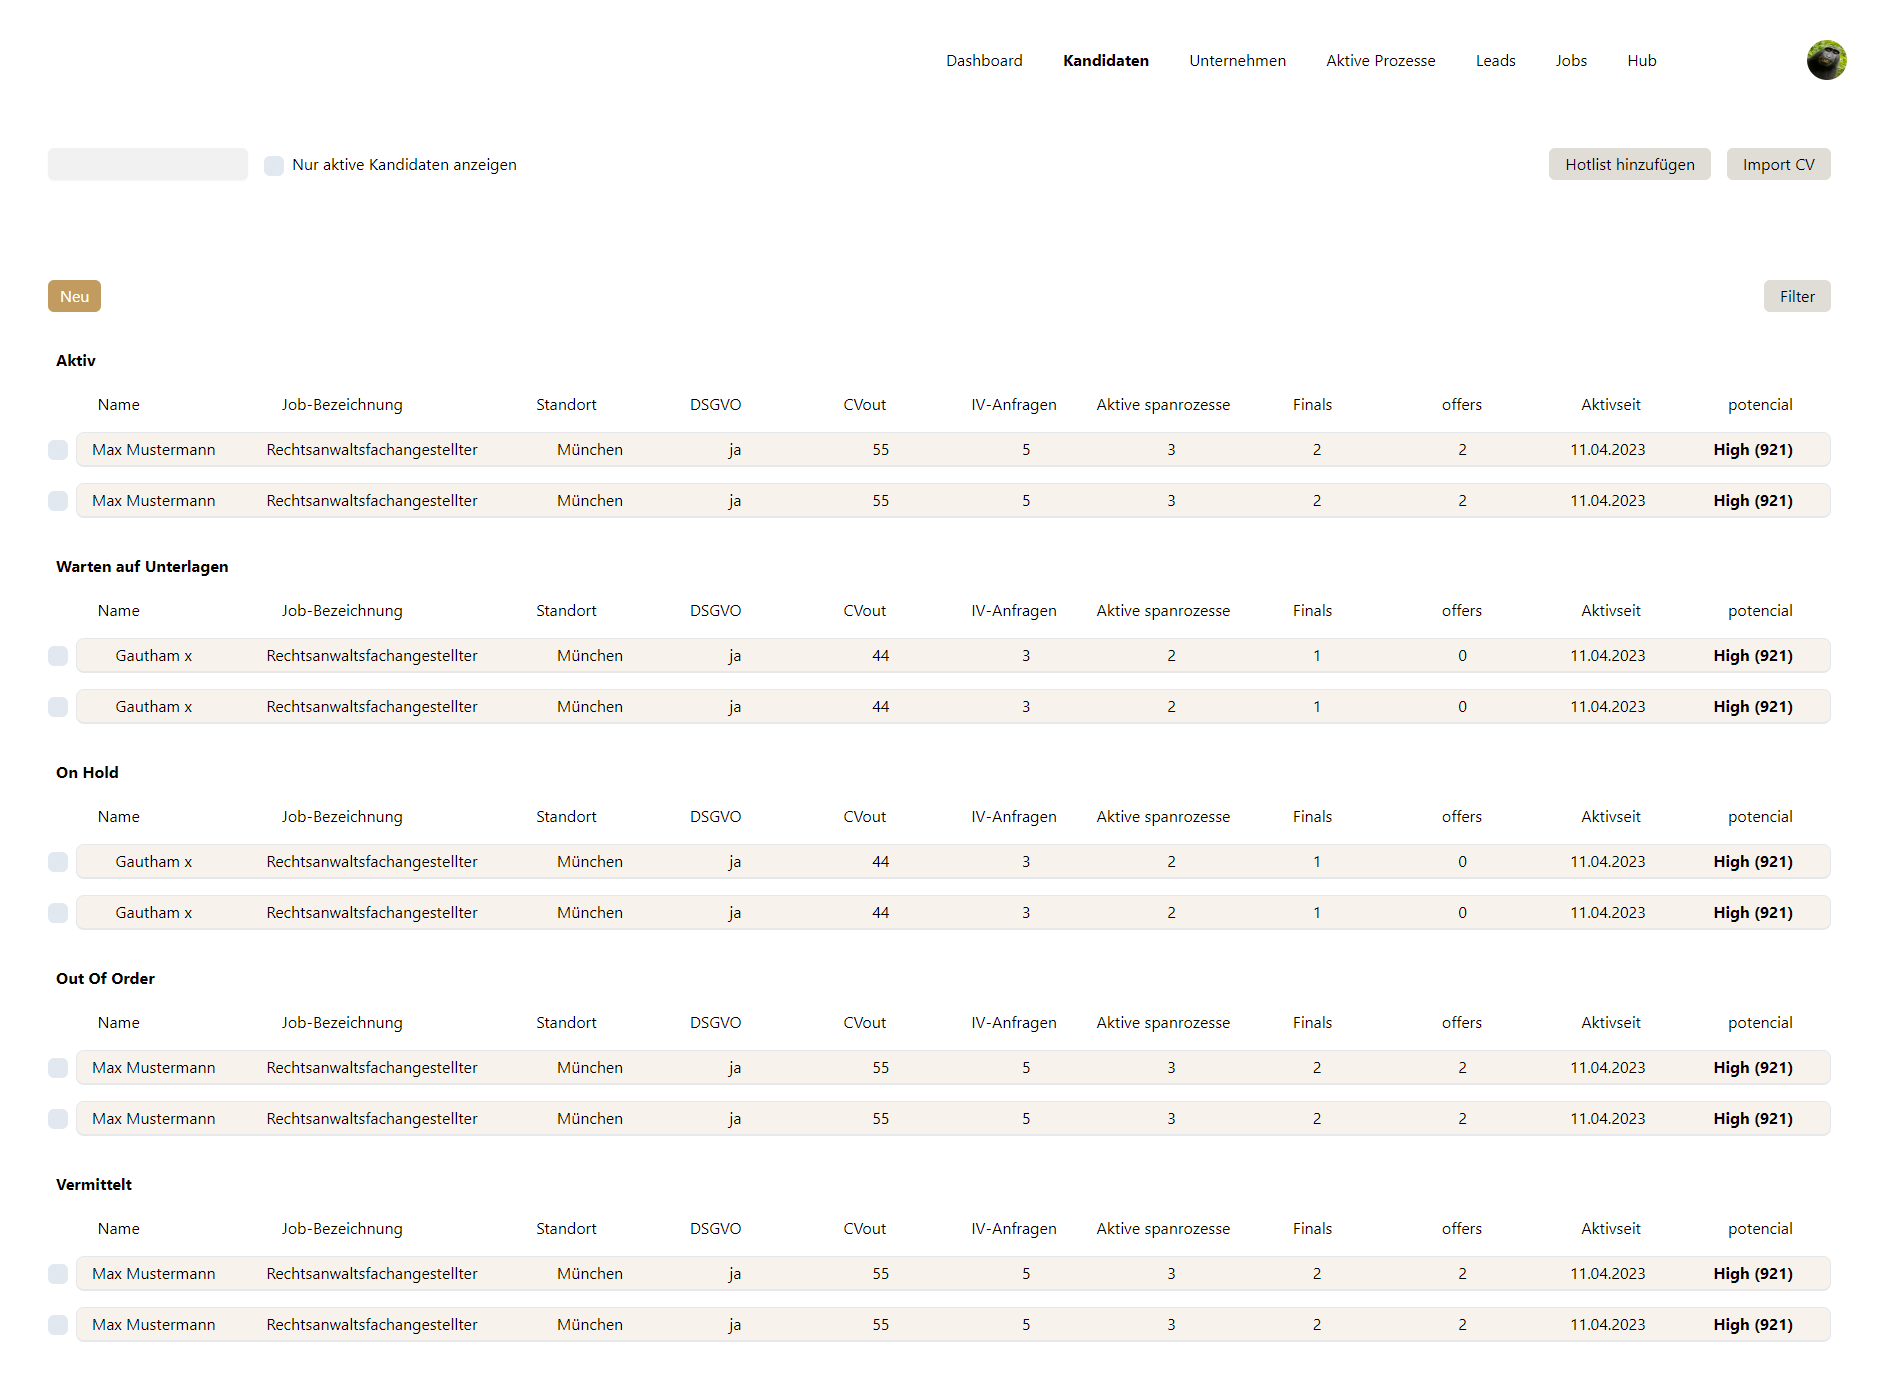 Dashboard Kandidaten Unternehmen Aktive Prozesse Leads Jobs Hub
Nur aktive Kandidaten anzeigen Hotlist hinzufügen Import CV
Neu Filter
Aktiv
Name Job-Bezeichnung Standort DSGVO CVout IV-Anfragen Aktive spanrozesse Finals offers Aktivseit potencial
Max Mustermann Rechtsanwaltsfachangestellter München ja 55 5 3 2 2 11.04.2023 High (921)
Max Mustermann Rechtsanwaltsfachangestellter München ja 55 5 3 2 2 11.04.2023 High (921)
Warten auf Unterlagen
Name Job-Bezeichnung Standort DSGVO CVout IV-Anfragen Aktive spanrozesse Finals offers Aktivseit potencial
Gautham x Rechtsanwaltsfachangestellter München ja 44 3 2 1 0 11.04.2023 High (921)
Gautham x Rechtsanwaltsfachangestellter München ja 44 3 2 1 0 11.04.2023 High (921)
On Hold
Name Job-Bezeichnung Standort DSGVO CVout IV-Anfragen Aktive spanrozesse Finals offers Aktivseit potencial
Gautham x Rechtsanwaltsfachangestellter München ja 44 3 2 1 0 11.04.2023 High (921)
Gautham x Rechtsanwaltsfachangestellter München ja 44 3 2 1 0 11.04.2023 High (921)
Out Of Order
Name Job-Bezeichnung Standort DSGVO CVout IV-Anfragen Aktive spanrozesse Finals offers Aktivseit potencial
Max Mustermann Rechtsanwaltsfachangestellter München ja 55 5 3 2 2 11.04.2023 High (921)
Max Mustermann Rechtsanwaltsfachangestellter München ja 55 5 3 2 2 11.04.2023 High (921)
Vermittelt
Name Job-Bezeichnung Standort DSGVO CVout IV-Anfragen Aktive spanrozesse Finals offers Aktivseit potencial
Max Mustermann Rechtsanwaltsfachangestellter München ja 55 5 3 2 2 11.04.2023 High (921)
Max Mustermann Rechtsanwaltsfachangestellter München ja 55 5 3 2 2 11.04.2023 High (921)